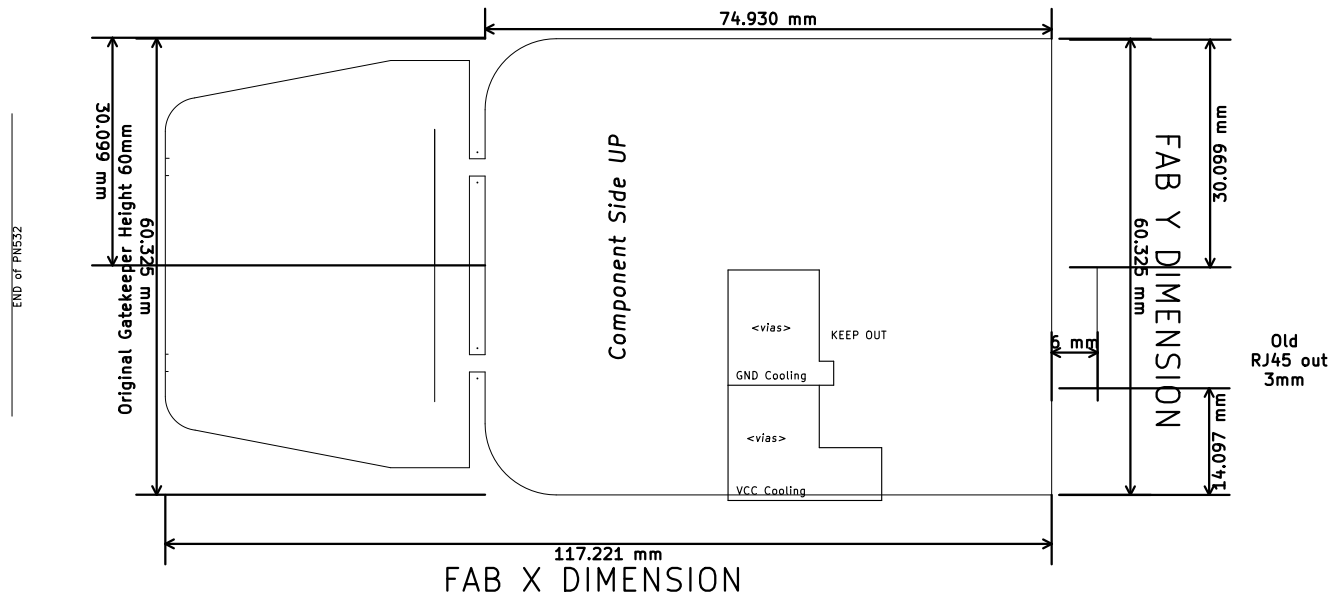 74.930 mm
30.099 mm
Original Gatekeeper Height 60mm
60.325 mm
END of PN532
Component Side UP
<vias>
KEEP OUT
GND Cooling
<vias>
VCC Cooling
30.099 mm
FAB Y DIMENSION
60.325 mm
6 mm
Old
RJ45 out
3mm
14.097 mm
117.221 mm
FAB X DIMENSION